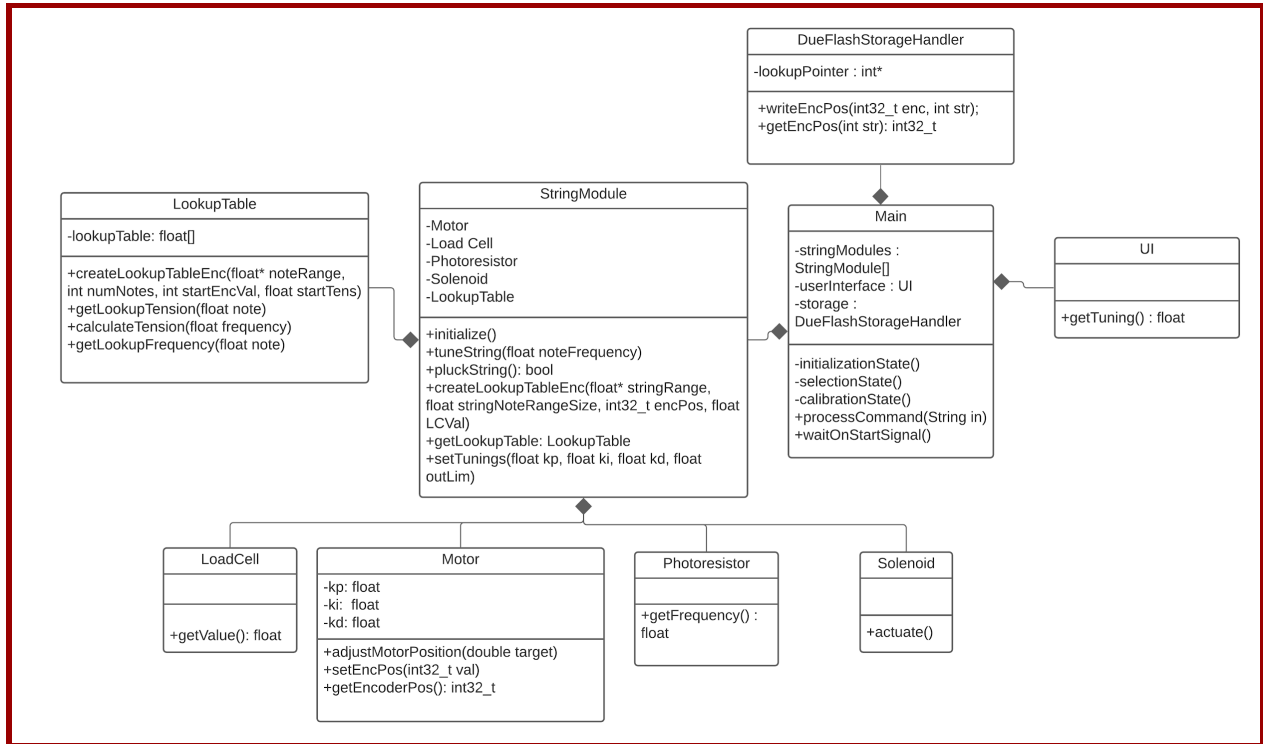 DueFlashStorageHandler
-lookupPointer : int*
+writeEncPos(int32_t enc, int str);
+getEncPos(int str): int32_t
LookupTable
-lookupTable: float[]
+createLookupTableEnc(float* noteRange,
int numNotes, int startEncVal, float startTens)
+getLookupTension(float note)
+calculateTension(float frequency)
+getLookupFrequency(float note)
StringModule
-Motor
-Load Cell
-Photoresistor
-Solenoid
-LookupTable
+initialize()
+tuneString(float noteFrequency)
+pluckString(): bool
+createLookupTableEnc(float* stringRange,
float stringNoteRangeSize, int32_t encPos, float
LCVal)
+getLookupTable: LookupTable
+setTunings(float kp, float ki, float kd, float
outLim)
Main
-stringModules :
StringModule[]
-userInterface : UI
-storage :
DueFlashStorageHandler
-initializationState()
-selectionState()
-calibrationState()
+processCommand(String in)
+waitOnStartSignal()
UI
+getTuning() : float
LoadCell
+getValue(): float
Motor
-kp: float
-ki:  float
-kd: float
+adjustMotorPosition(double target)
+setEncPos(int32_t val)
+getEncoderPos(): int32_t
Photoresistor
+getFrequency() :
float
Solenoid
+actuate()